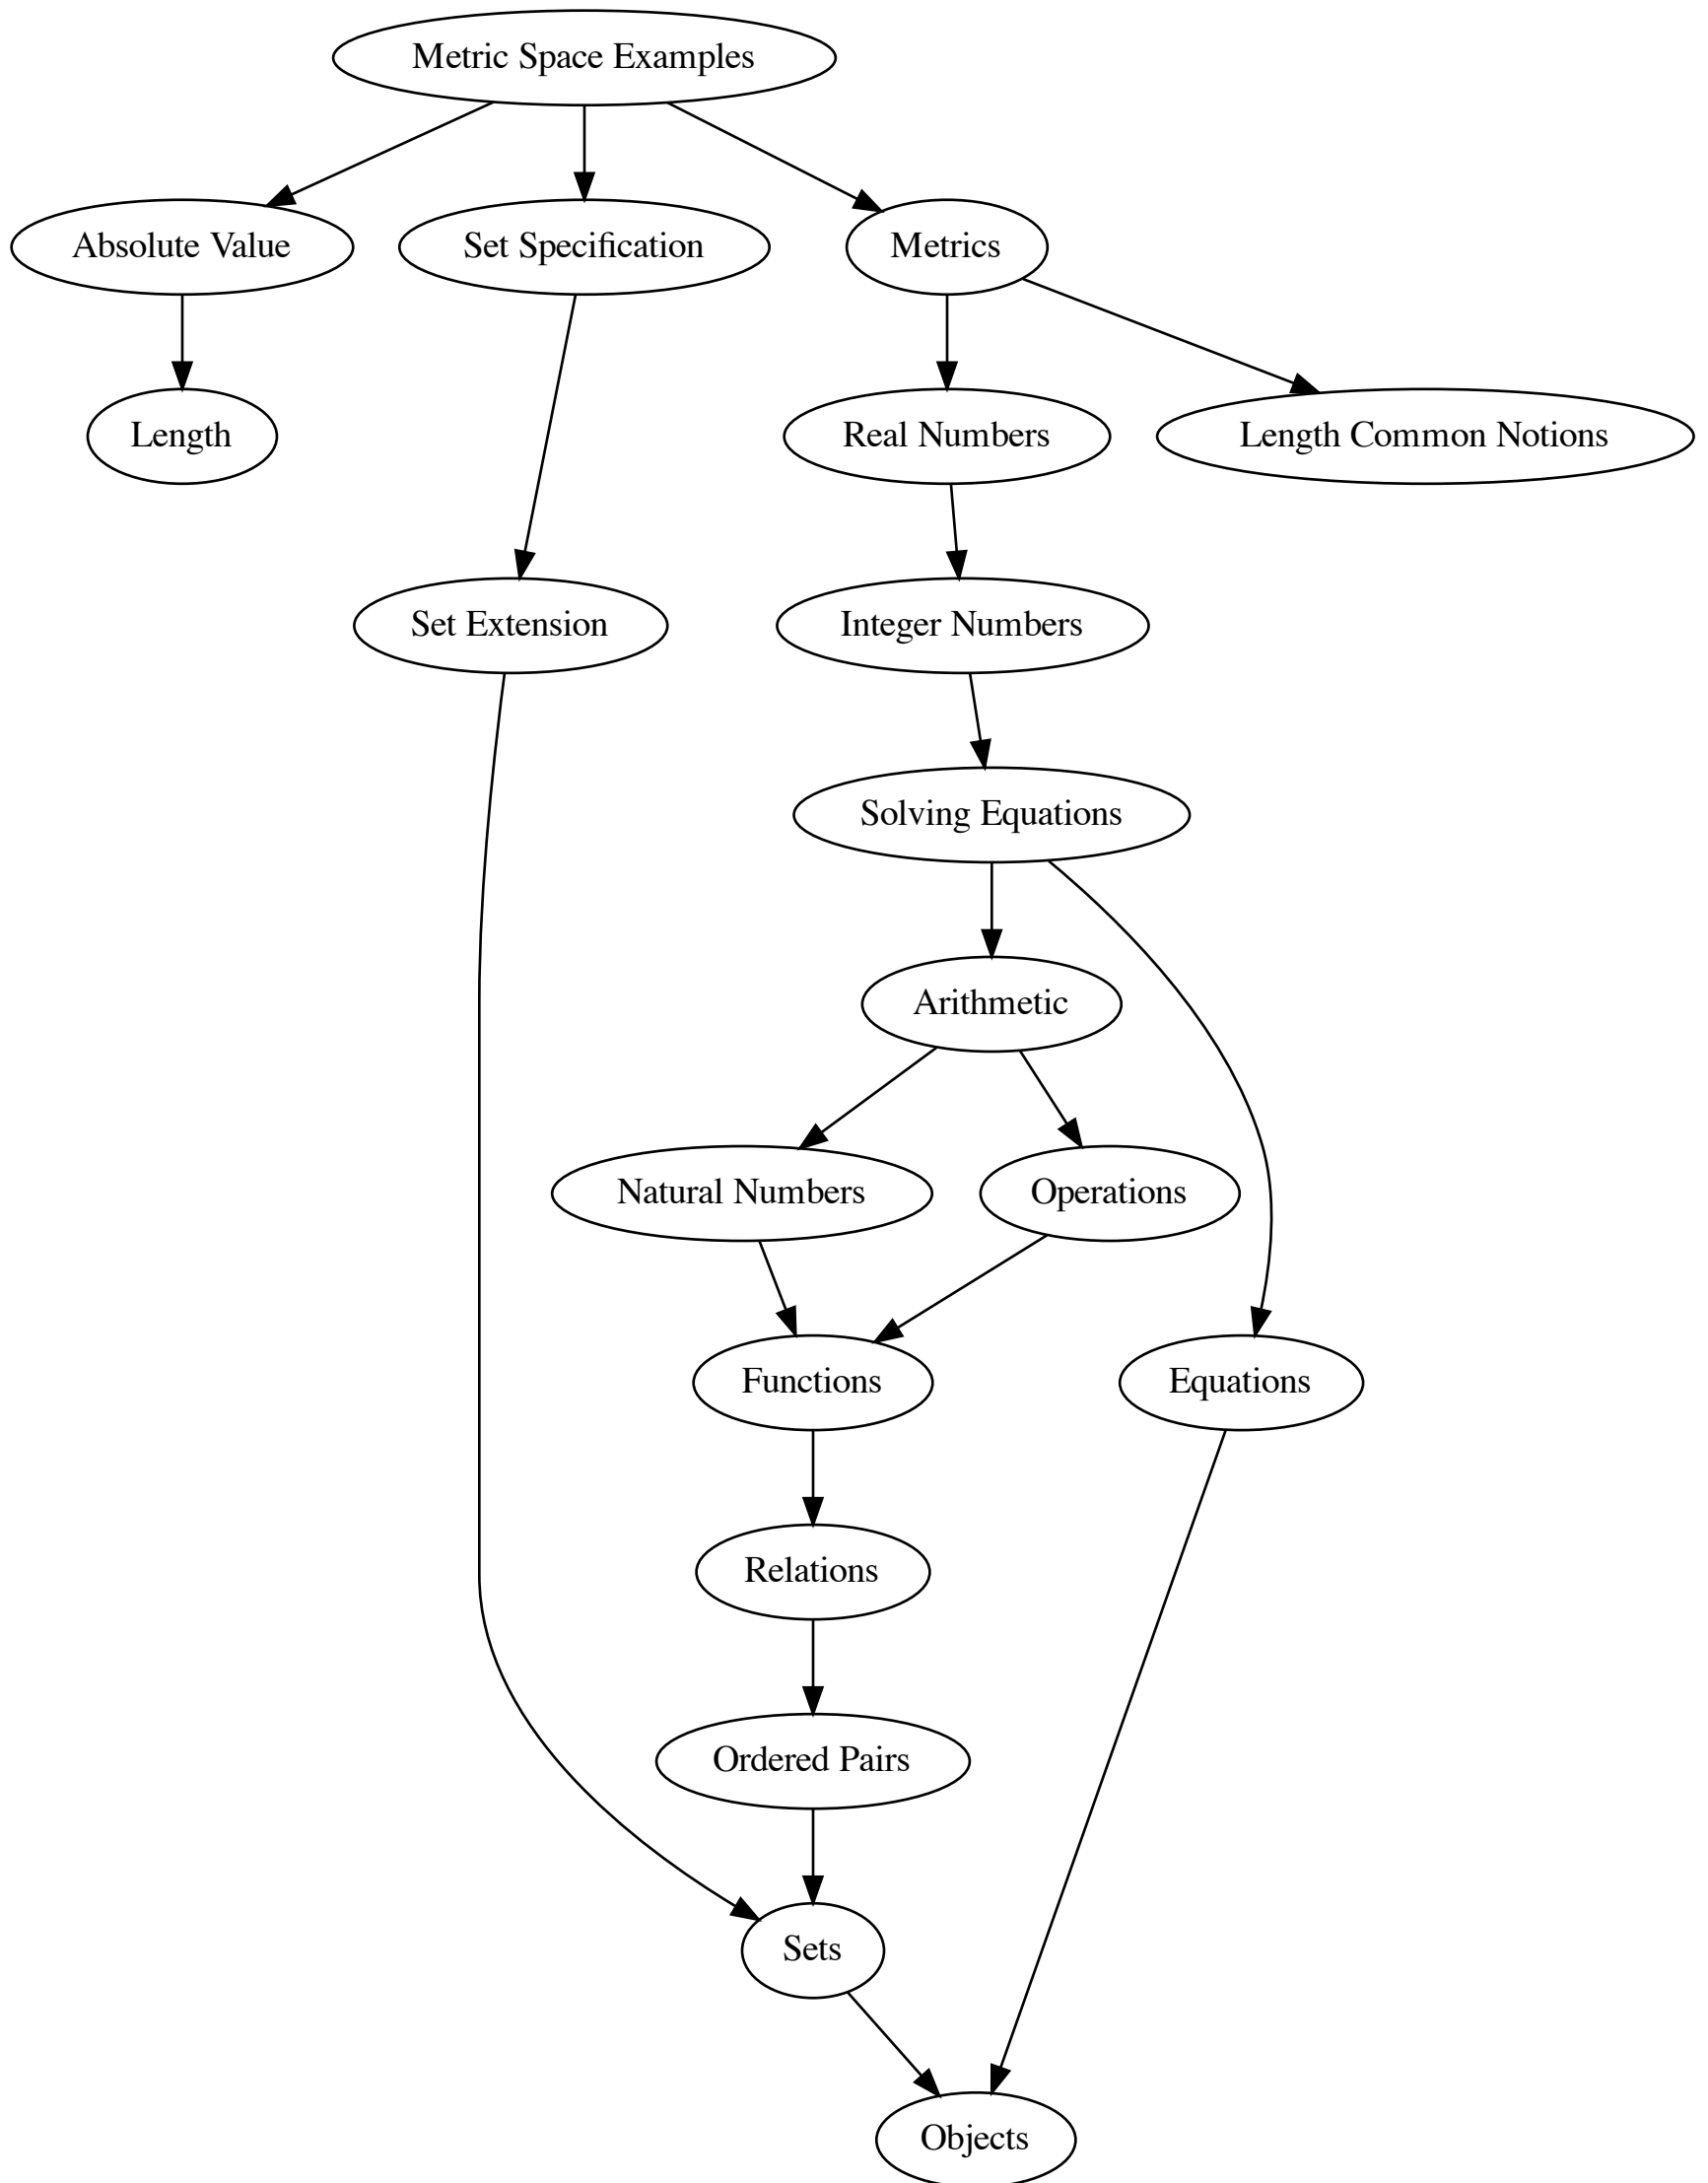 Metric Space Examples
Absolute Value
Set Specification
Metrics
Length
Real Numbers
Length Common Notions
Set Extension
Integer Numbers
Solving Equations
Arithmetic
Natural Numbers
Operations
Functions
Equations
Relations
Ordered Pairs
Sets
Objects